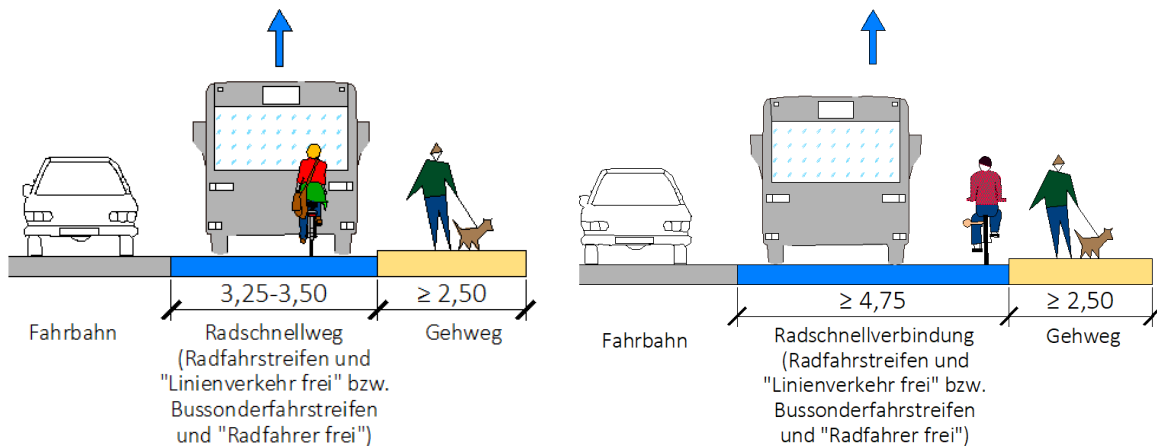 3,25-3,50
≥ 2,50
Fahrbahn
Radschnellweg
(Radfahrstreifen und
"Linienverkehr frei" bzw.
Bussonderfahrstreifen
und "Radfahrer frei")
Gehweg
≥ 4,75
≥ 2,50
Fahrbahn
Radschnellverbindung
(Radfahrstreifen und
"Linienverkehr frei" bzw.
Bussonderfahrstreifen
und "Radfahrer frei")
Gehweg